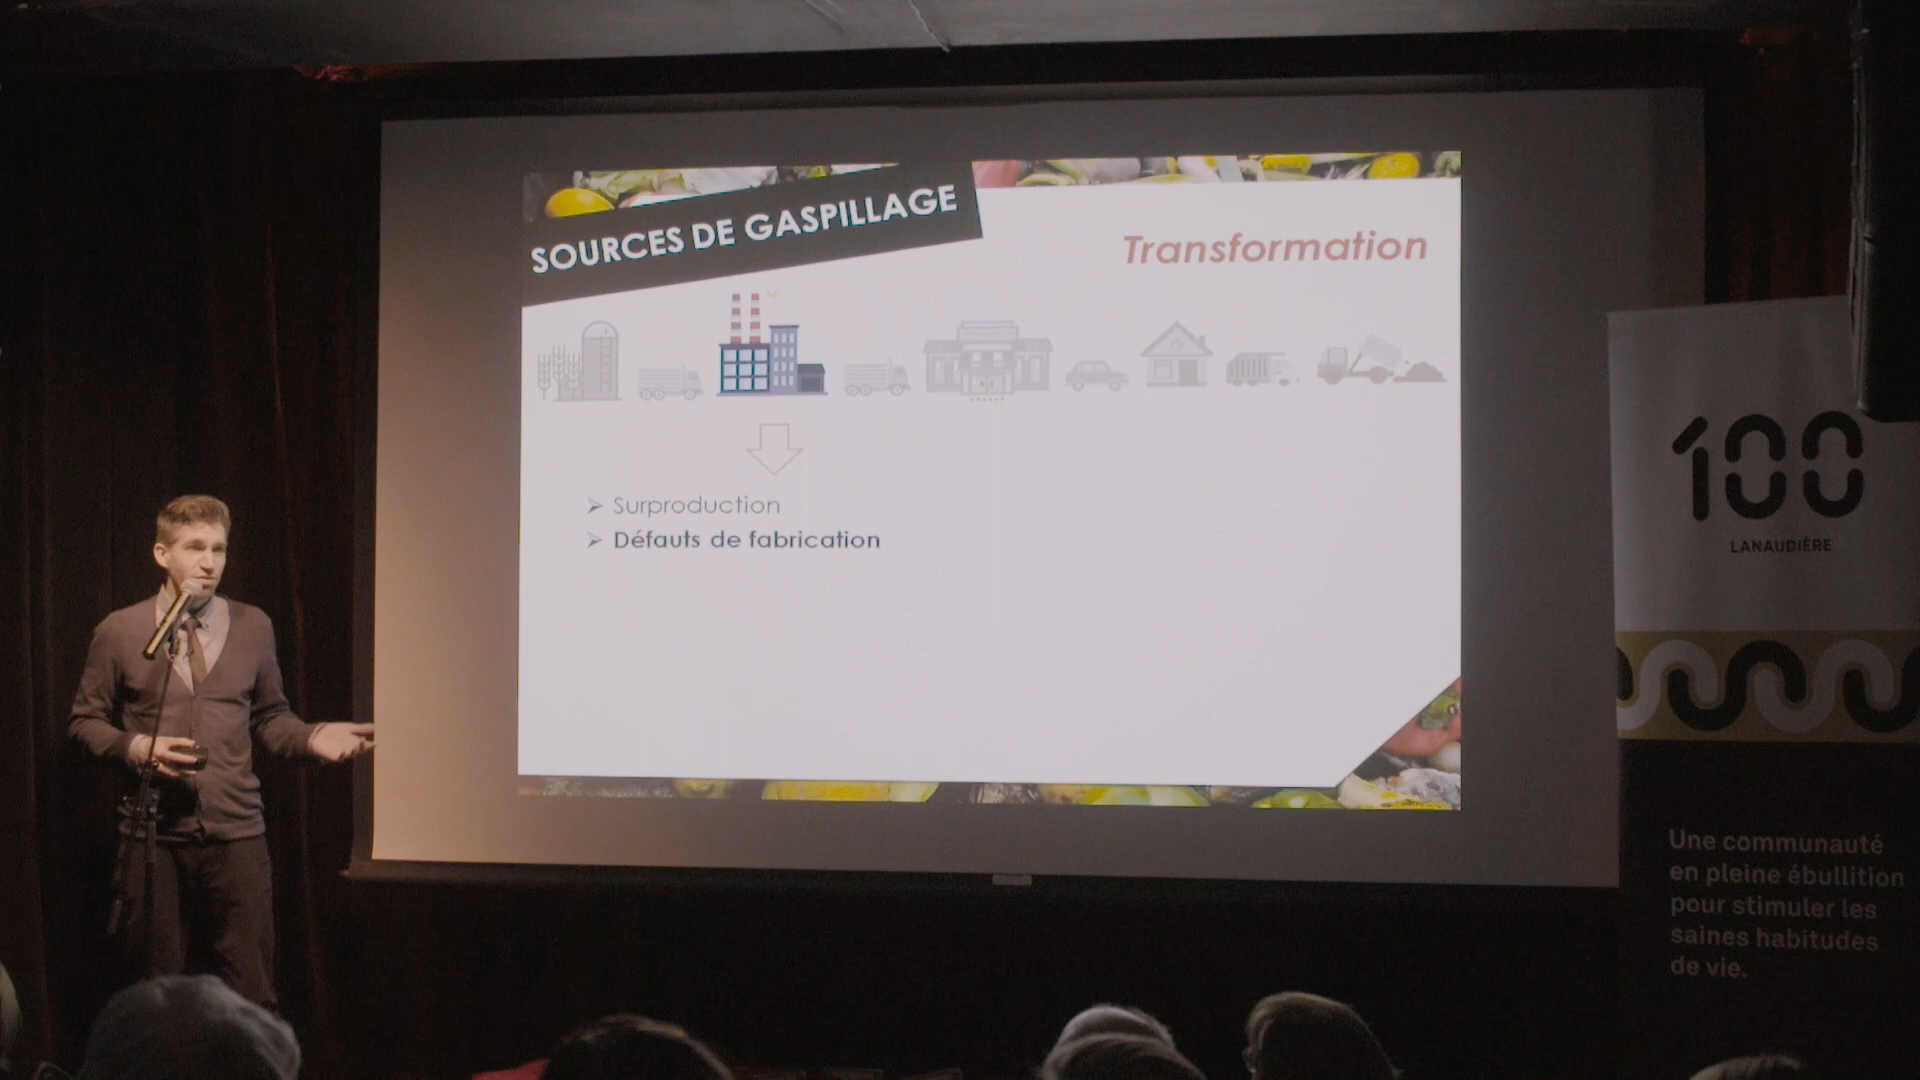 SOURCES DE GASPILLAGE
Transformation
➢ Surproduction
➢ Défauts de fabrication
100
LANAUDIÈRE
Une communauté
en pleine ébullition
pour stimuler les
saines habitudes
de vie.